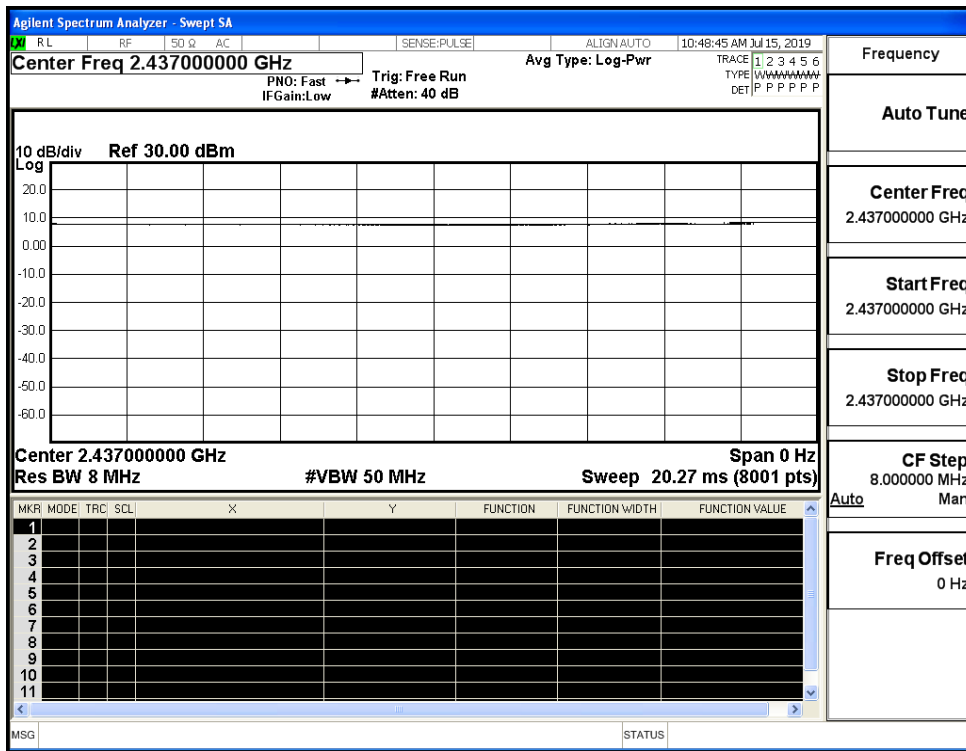 Agilent Spectrum Analyzer - Swept SA
LXI RL RF 50 Ω AC SENSE:PULSE ALIGN AUTO 10:48:45 AM Jul 15, 2019
Center Freq 2.437000000 GHz
PNO: Fast
IFGain:Low
Trig: Free Run
#Atten: 40 dB
Avg Type: Log-Pwr
TRACE 1 2 3 4 5 6
TYPE WWWWWW
DET P P P P P P
10 dB/div Ref 30.00 dBm
Log
20.0
10.0
0.00
-10.0
-20.0
-30.0
-40.0
-50.0
-60.0
Center 2.437000000 GHz Span 0 Hz
Res BW 8 MHz #VBW 50 MHz Sweep 20.27 ms (8001 pts)
MKR MODE TRC SCL X Y FUNCTION FUNCTION WIDTH FUNCTION VALUE
1
2
3
4
5
6
7
8
9
10
11
MSG STATUS
Frequency
Auto Tune
Center Freq
2.437000000 GHz
Start Freq
2.437000000 GHz
Stop Freq
2.437000000 GHz
CF Step
8.000000 MHz
Auto Man
Freq Offset
0 Hz